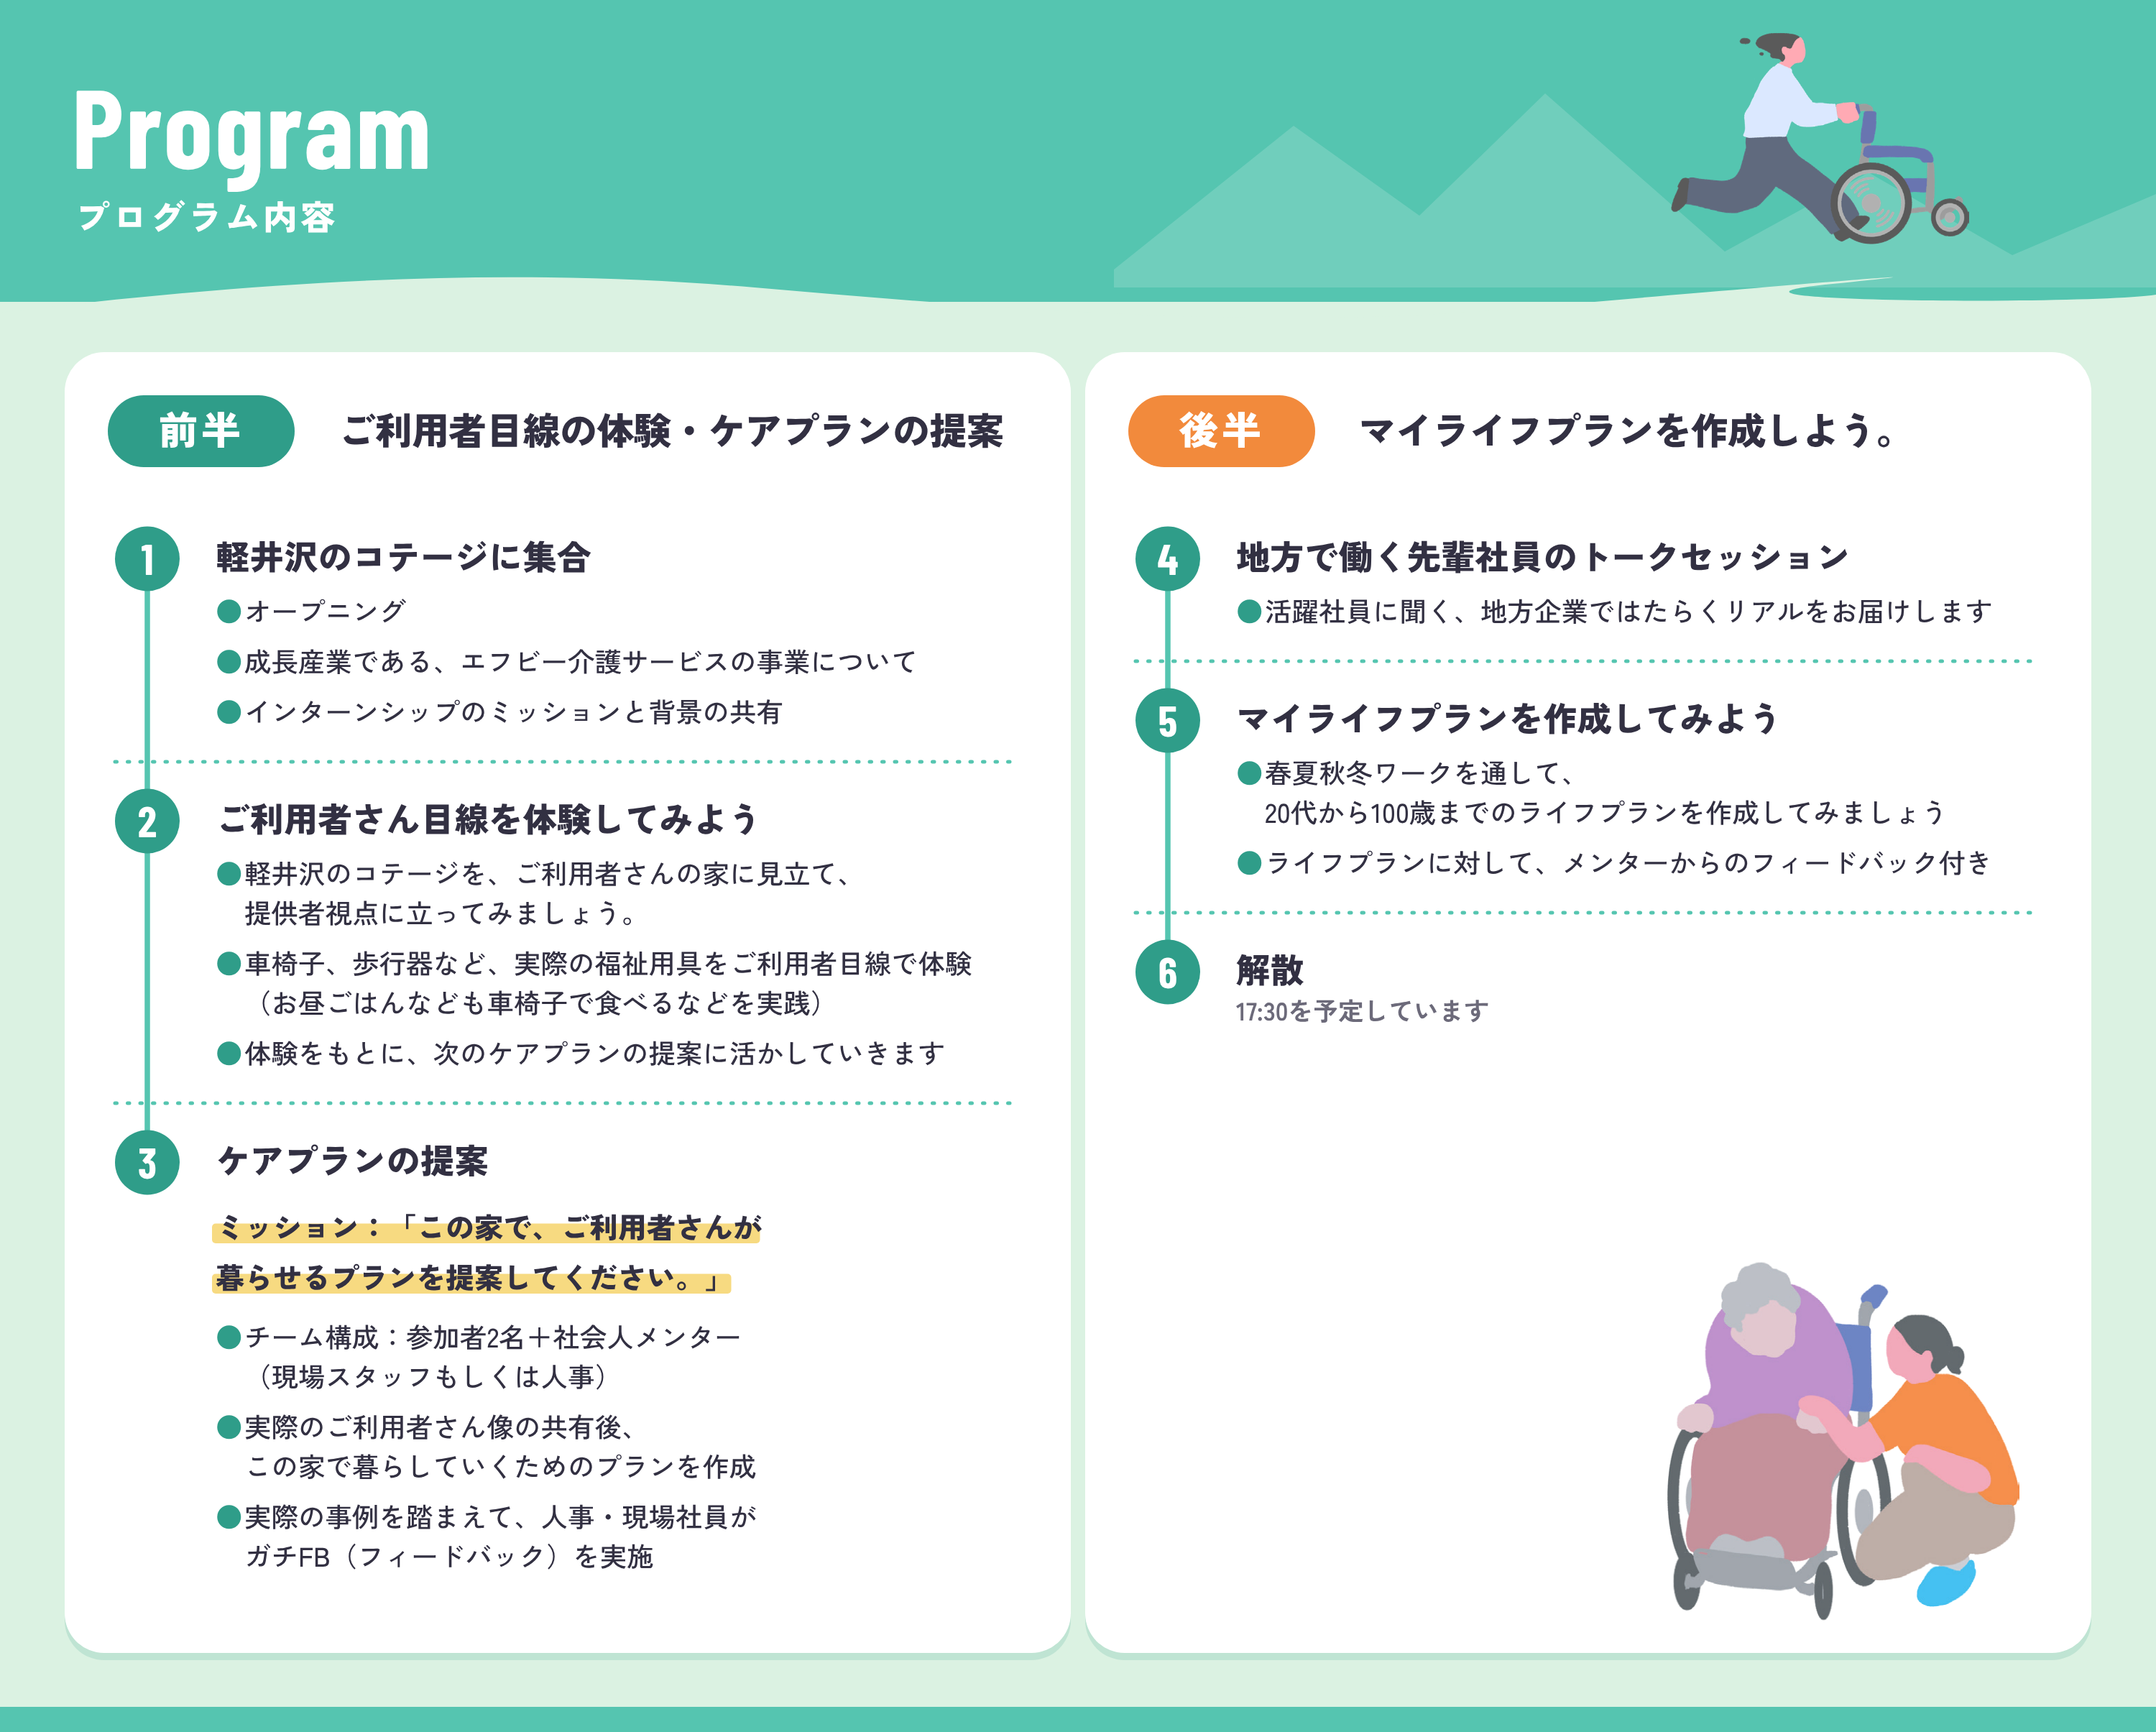 Program
プログラム内容
前半
ご利用者目線の体験・ケアプランの提案
1
軽井沢のコテージに集合
●オープニング
●成長産業である、エフビー介護サービスの事業について
●インターンシップのミッションと背景の共有
2
ご利用者さん目線を体験してみよう
●軽井沢のコテージを、ご利用者さんの家に見立て、
提供者視点に立ってみましょう。
●車椅子、歩行器など、実際の福祉用具をご利用者目線で体験
（お昼ごはんなども車椅子で食べるなどを実践）
●体験をもとに、次のケアプランの提案に活かしていきます
3
ケアプランの提案
ミッション：「この家で、ご利用者さんが
暮らせるプランを提案してください。」
●チーム構成：参加者2名＋社会人メンター
（現場スタッフもしくは人事）
●実際のご利用者さん像の共有後、
この家で暮らしていくためのプランを作成
●実際の事例を踏まえて、人事・現場社員が
ガチFB（フィードバック）を実施
後半
マイライフプランを作成しよう。
4
地方で働く先輩社員のトークセッション
●活躍社員に聞く、地方企業ではたらくリアルをお届けします
5
マイライフプランを作成してみよう
●春夏秋冬ワークを通して、
20代から100歳までのライフプランを作成してみましょう
●ライフプランに対して、メンターからのフィードバック付き
6
解散
17:30を予定しています